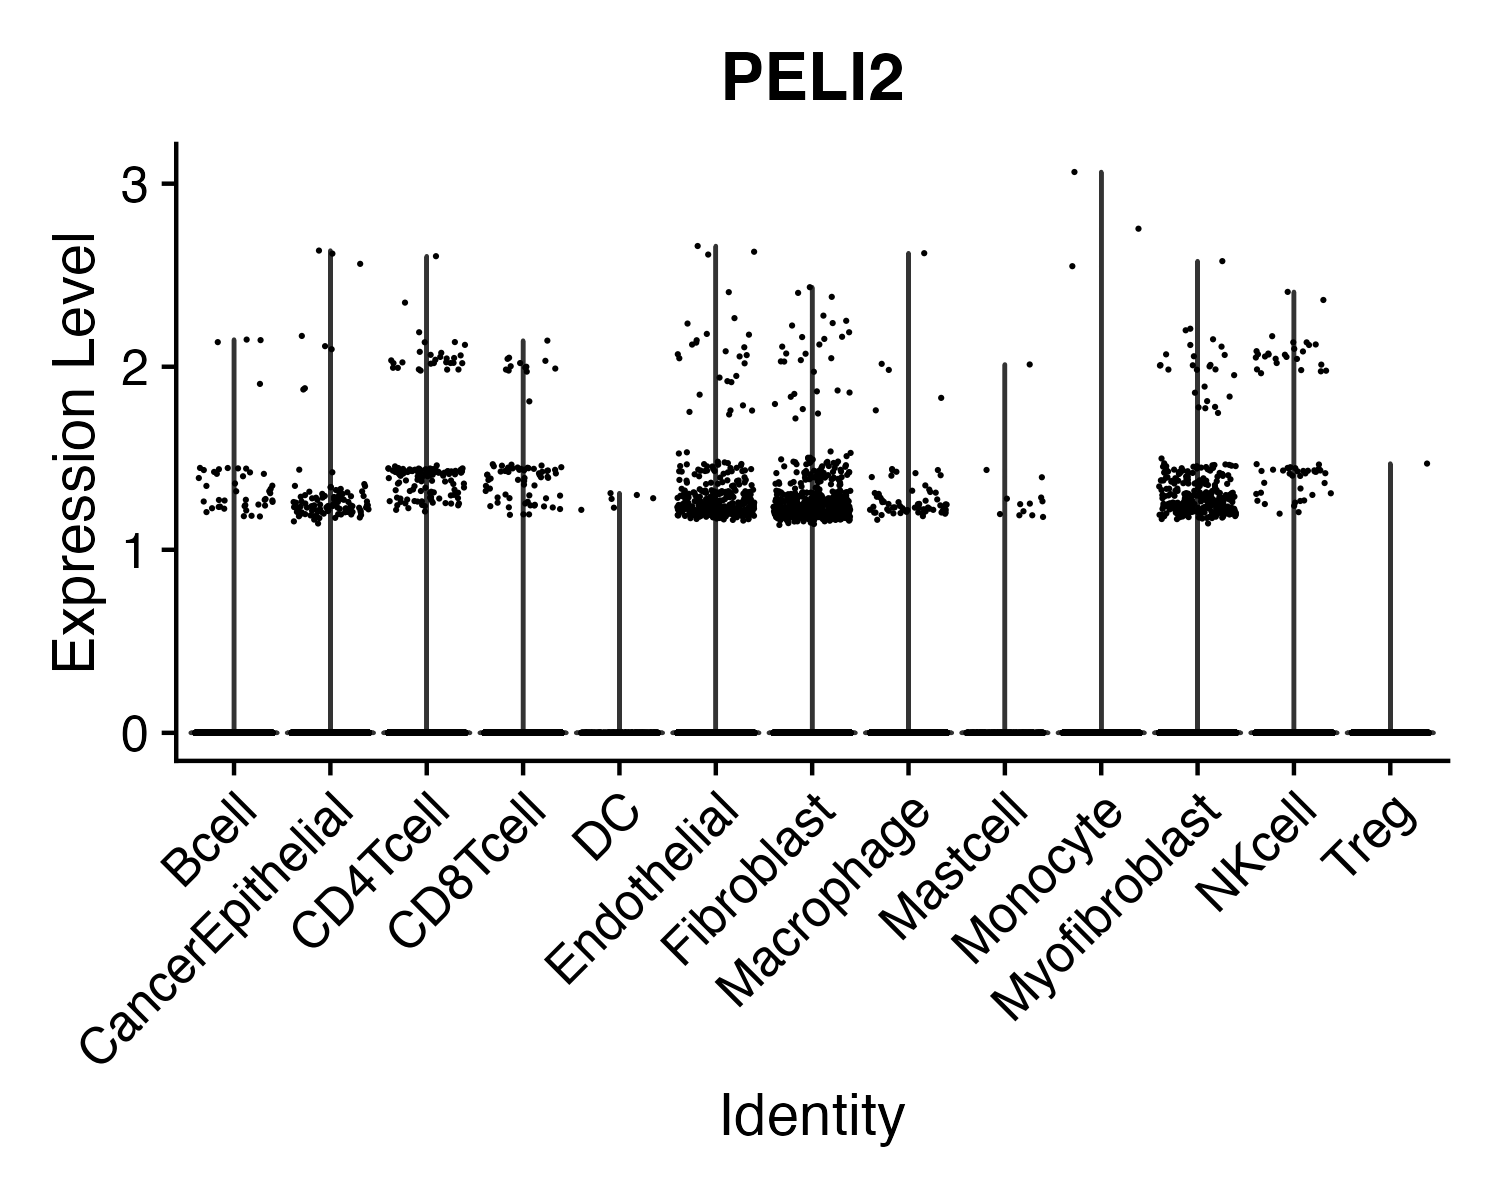 PELI2
Expression Level
3
2
1
0
Bcell
CancerEpithelial
CD4Tcell
CD8Tcell
DC
Endothelial
Fibroblast
Macrophage
Mastcell
Monocyte
Myofibroblast
NKcell
Treg
Identity